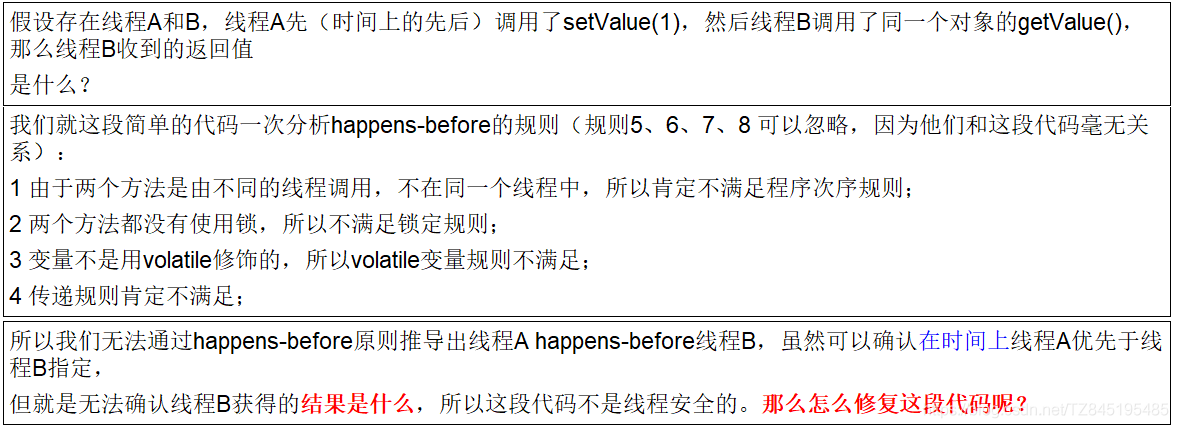 假设存在线程A和B，线程A先（时间上的先后）调用了setValue(1)，然后线程B调用了同一个对象的getValue()，
那么线程B收到的返回值
是什么？
我们就这段简单的代码一次分析happens-before的规则（规则5、6、7、8 可以忽略，因为他们和这段代码毫无关
系）：
1 由于两个方法是由不同的线程调用，不在同一个线程中，所以肯定不满足程序次序规则；
2 两个方法都没有使用锁，所以不满足锁定规则；
3 变量不是用volatile修饰的，所以volatile变量规则不满足；
4 传递规则肯定不满足；
所以我们无法通过happens-before原则推导出线程A happens-before线程B，虽然可以确认在时间上线程A优先于线
程B指定，
但就是无法确认线程B获得的结果是什么，所以这段代码不是线程安全的。那么怎么修复这段代码呢？